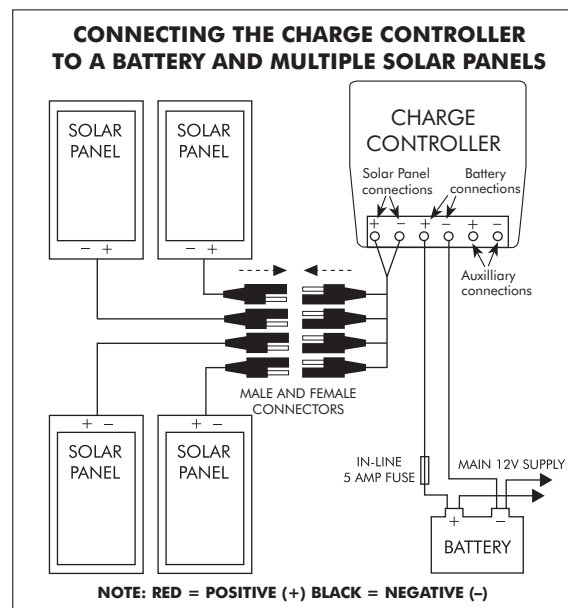 CONNECTING THE CHARGE CONTROLLER
TO A BATTERY AND MULTIPLE SOLAR PANELS
SOLAR
PANEL
− +
SOLAR
PANEL
− +
CHARGE
CONTROLLER
Solar Panel
connections
Battery
connections
+ − + − + −
Auxilliary
connections
MALE AND FEMALE
CONNECTORS
+ −
SOLAR
PANEL
+ −
SOLAR
PANEL
IN-LINE
5 AMP FUSE
MAIN 12V SUPPLY
+ −
BATTERY
NOTE: RED = POSITIVE (+) BLACK = NEGATIVE (–)